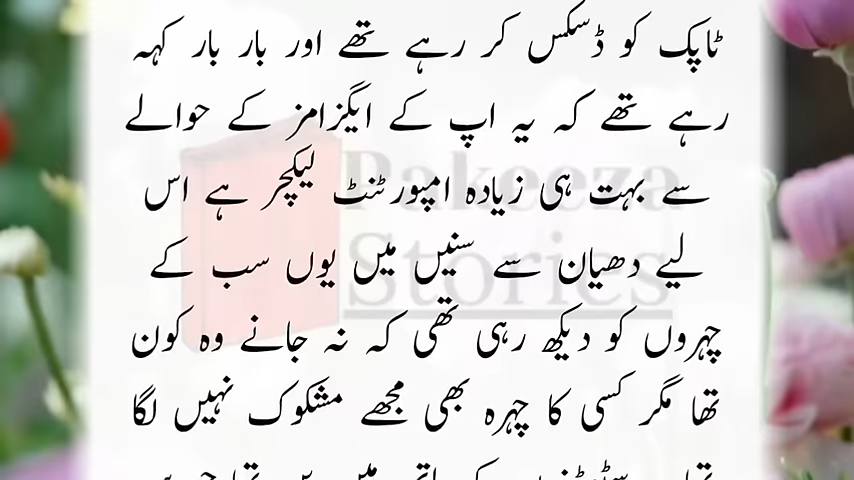 ٹاپک کو ڈسکس کر رہے تھے اور بار بار کہہ
رہے تھے کہ یہ اپ کے ایگزامز کے حوالے
سے بہت ہی زیادہ امپورٹنٹ لیکچر ہے اس
لیے دھیان سے سنیں میں یوں سب کے
چہروں کو دیکھ رہی تھی کہ نہ جانے وہ کون
تھا مگر کسی کا چہرہ بھی مجھے مشکوک نہیں لگا
Pakeeza
Stories